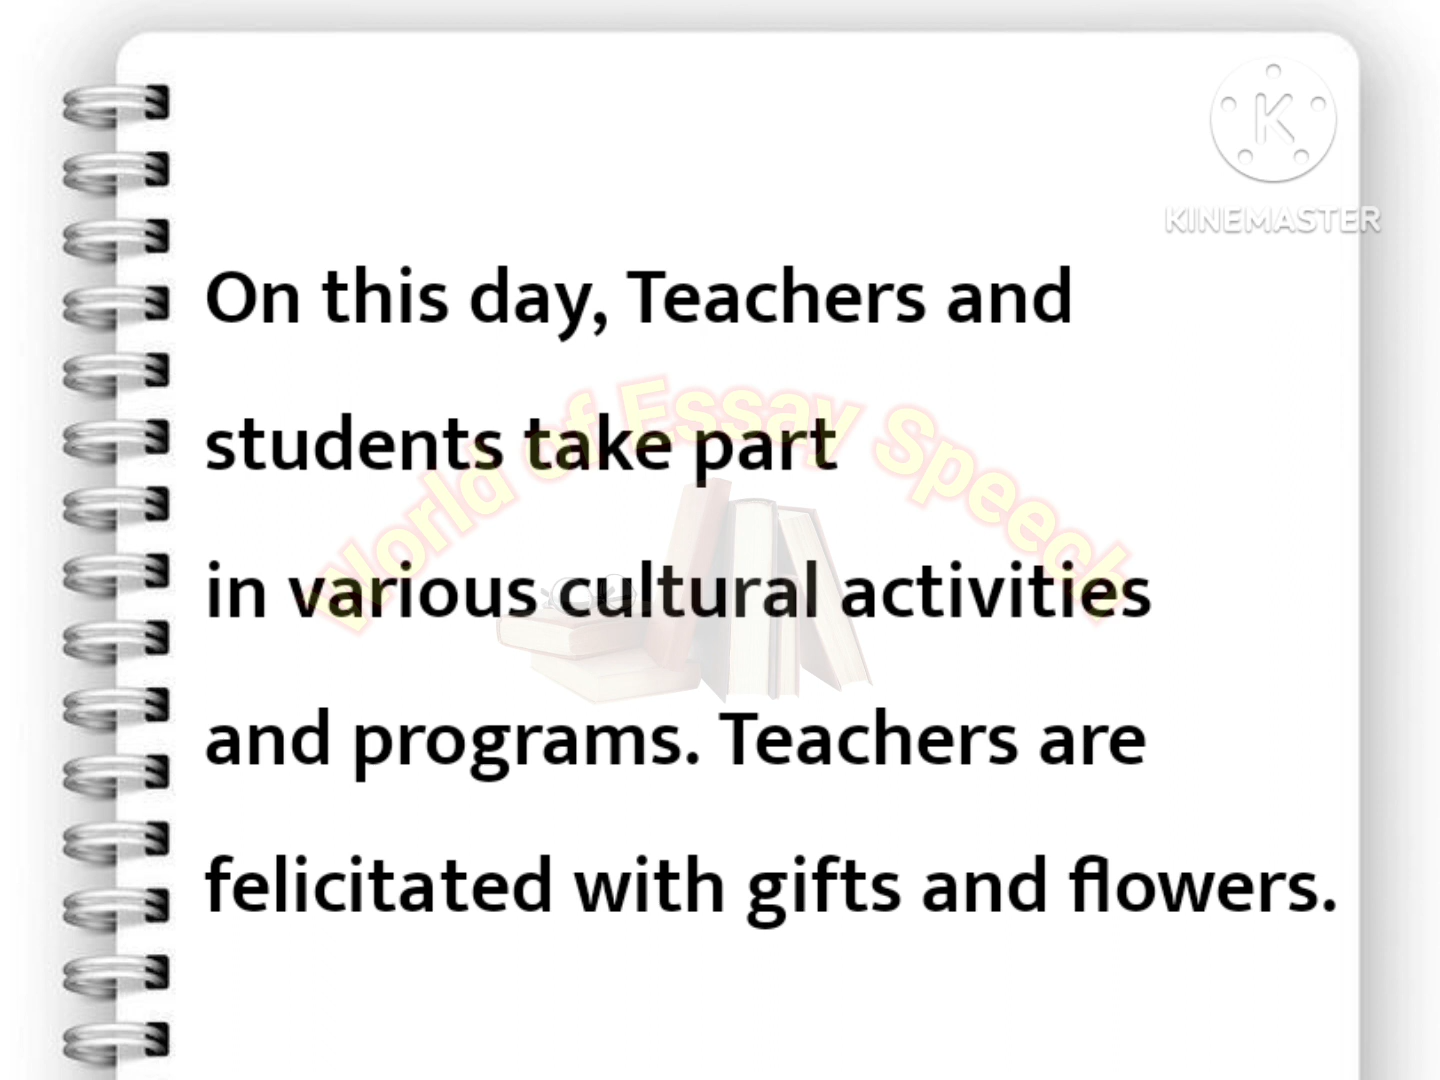 KINEMASTER
On this day, Teachers and
World of Essay Speech
students take part
in various cultural activities
and programs. Teachers are
felicitated with gifts and flowers.